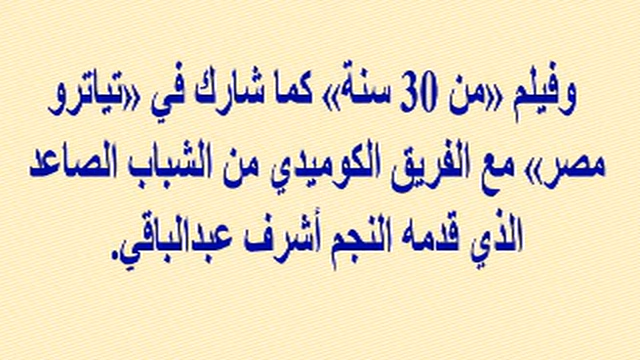 وفيلم «من 30 سنة» كما شارك في «تياترو
مصر» مع الفريق الكوميدي من الشباب الصاعد
الذي قدمه النجم أشرف عبدالباقي.